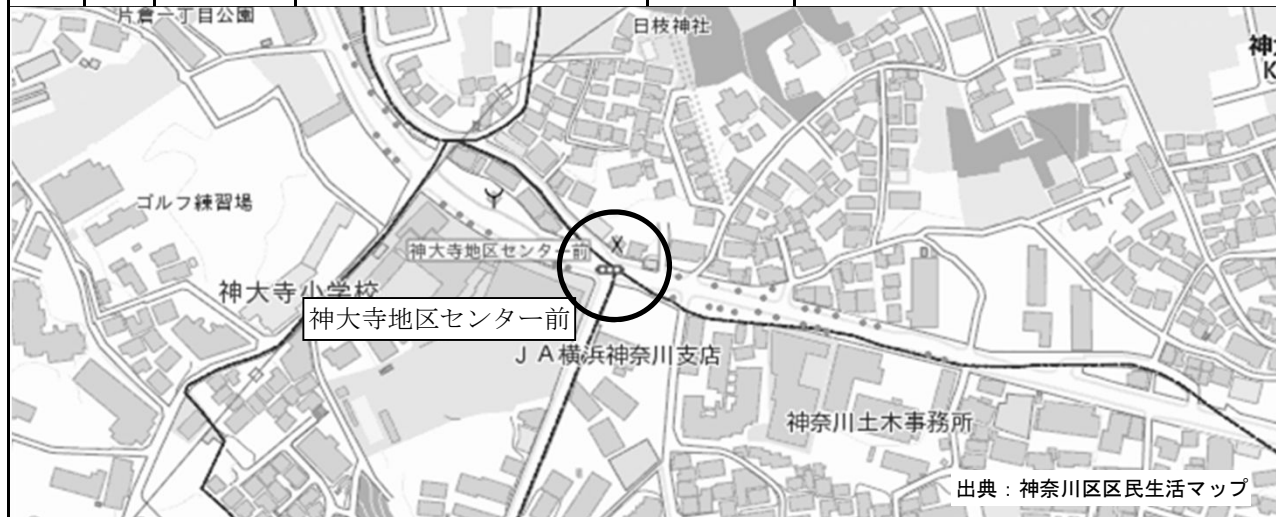 片倉一丁目公園
日枝神社
神大
K
ゴルフ練習場
神大寺地区センター前
神大寺小学校
神大寺地区センター前
ＪＡ横浜神奈川支店
神奈川土木事務所
出典：神奈川区区民生活マップ